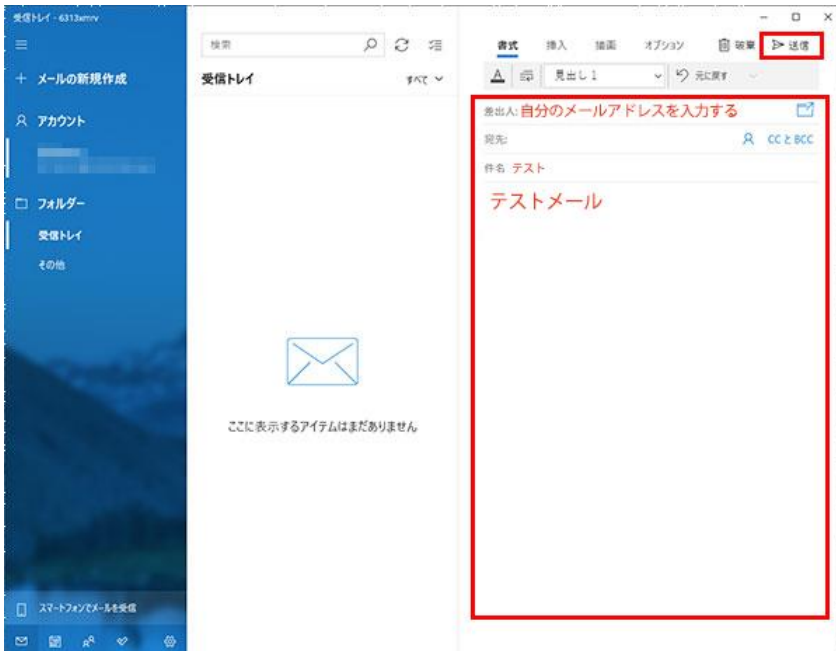 受信トレイ - 6313xmrv
検索
書式 挿入 描画 オプション 破棄 送信
+ メールの新規作成
受信トレイ すべて
A 見出し 1 元に戻す
アカウント
差出人: 自分のメールアドレスを入力する
宛先: CC と BCC
件名 テスト
テストメール
フォルダー
受信トレイ
その他
ここに表示するアイテムはまだありません
スマートフォンでメールを受信